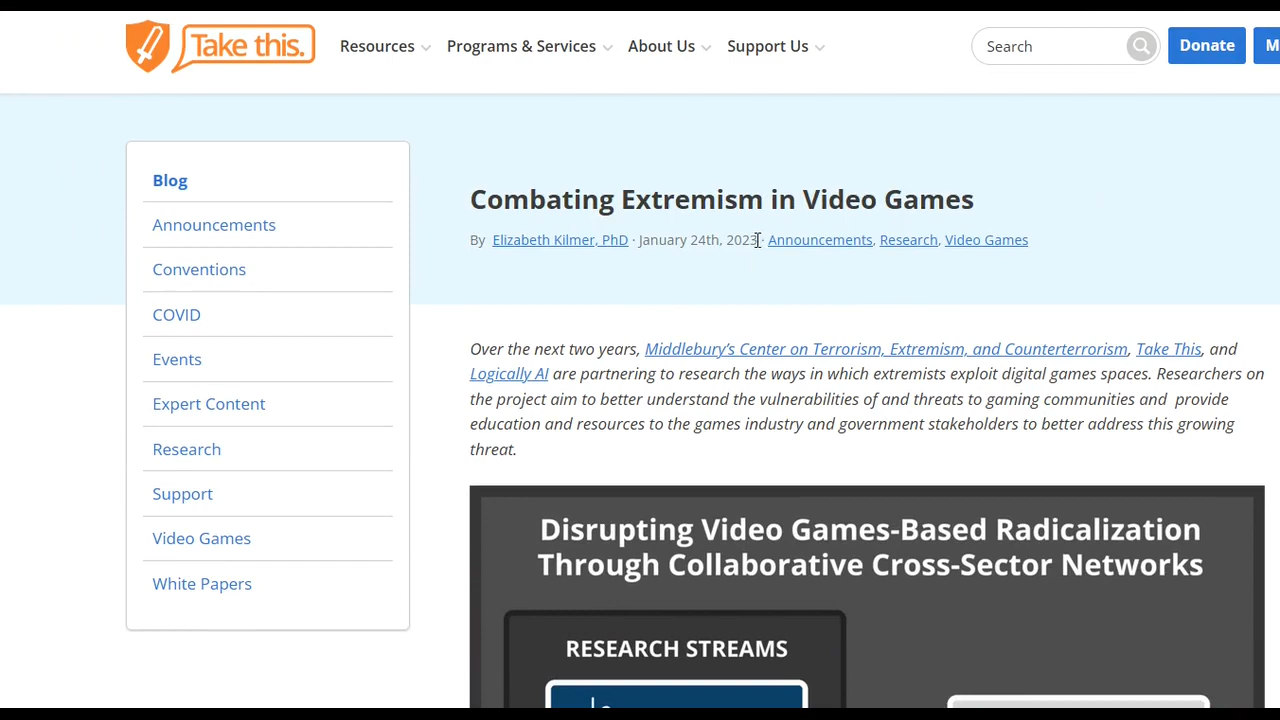 Take this.
Resources
Programs & Services
About Us
Support Us
Search
Donate
M
Blog
Announcements
Conventions
COVID
Events
Expert Content
Research
Support
Video Games
White Papers
Combating Extremism in Video Games
By Elizabeth Kilmer, PhD · January 24th, 2023 · Announcements, Research, Video Games
Over the next two years, Middlebury’s Center on Terrorism, Extremism, and Counterterrorism, Take This, and
Logically AI are partnering to research the ways in which extremists exploit digital games spaces. Researchers on
the project aim to better understand the vulnerabilities of and threats to gaming communities and provide
education and resources to the games industry and government stakeholders to better address this growing
threat.
Disrupting Video Games-Based Radicalization
Through Collaborative Cross-Sector Networks
RESEARCH STREAMS